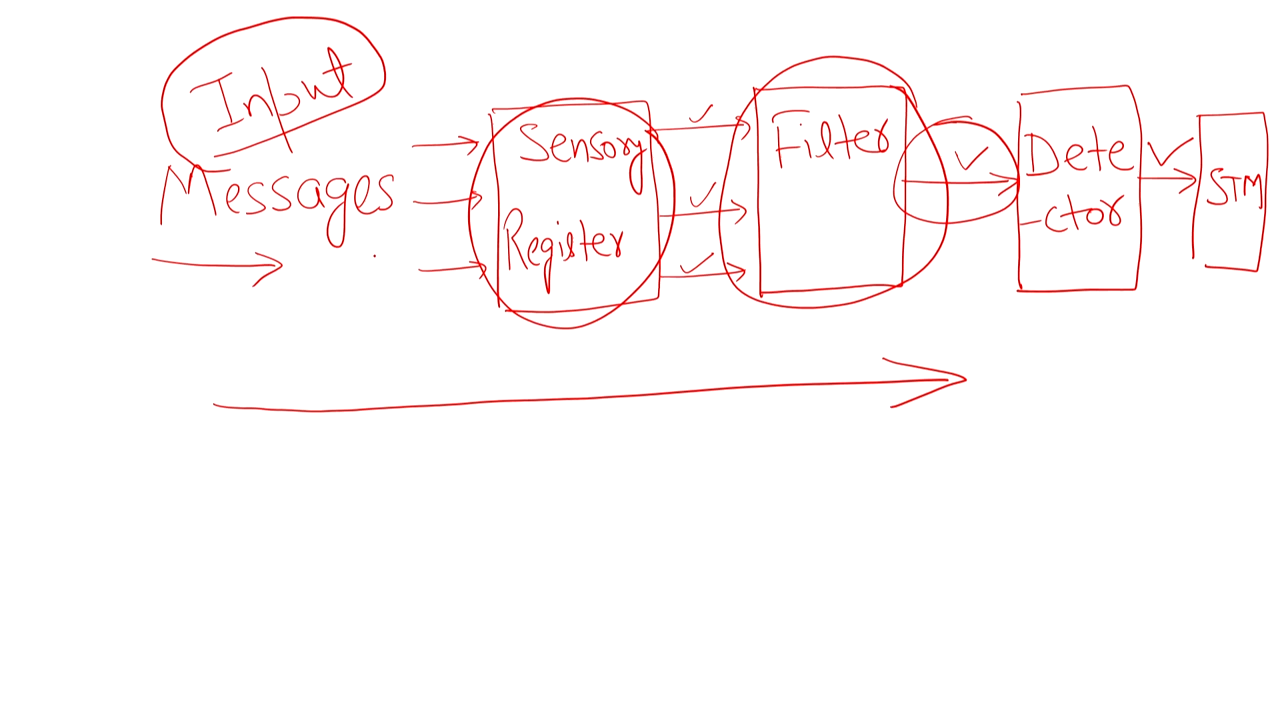 Input
Messages
Sensory
Register
Filter
Dete
-ctor
STM